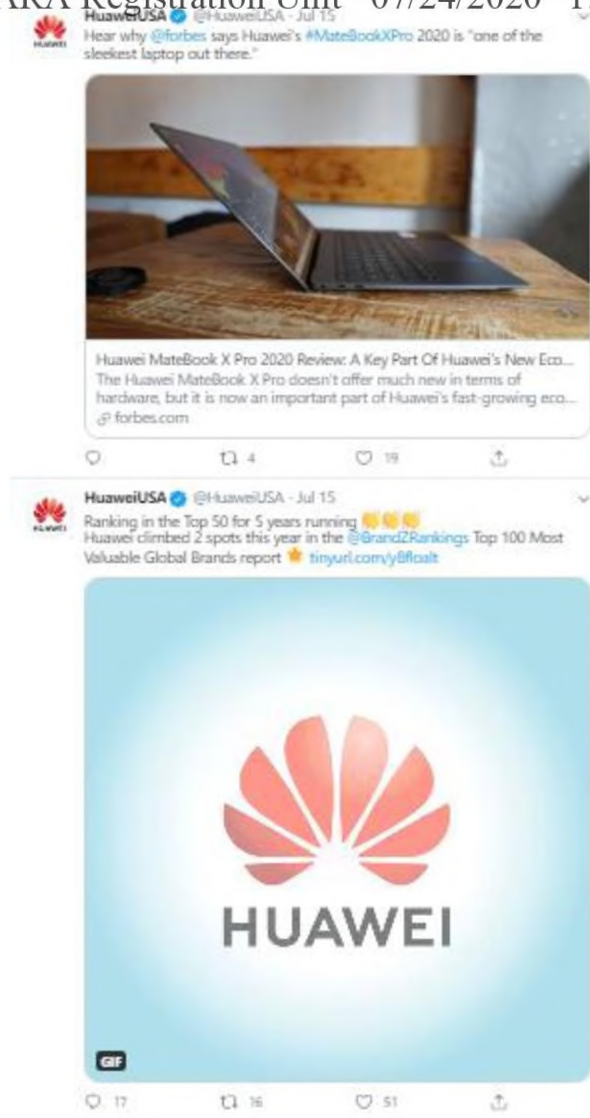 Registration Unit 07/24/2020
HuaweiUSA @HuaweiUSA · Jul 15
Hear why @forbes says Huawei's #MateBookXPro 2020 is "one of the
sleekest laptop out there."
HUAWEI
Huawei MateBook X Pro 2020 Review: A Key Part Of Huawei's New Eco...
The Huawei MateBook X Pro doesn't offer much new in terms of
hardware, but it is now an important part of Huawei's fast-growing eco...
forbes.com
4 19
HuaweiUSA @HuaweiUSA · Jul 15
HUAWEI
Ranking in the Top 50 for 5 years running 👏👏👏
Huawei climbed 2 spots this year in the @BrandZRankings Top 100 Most
Valuable Global Brands report 🌟 tinyurl.com/y8floalt
HUAWEI
GIF
17 16 51